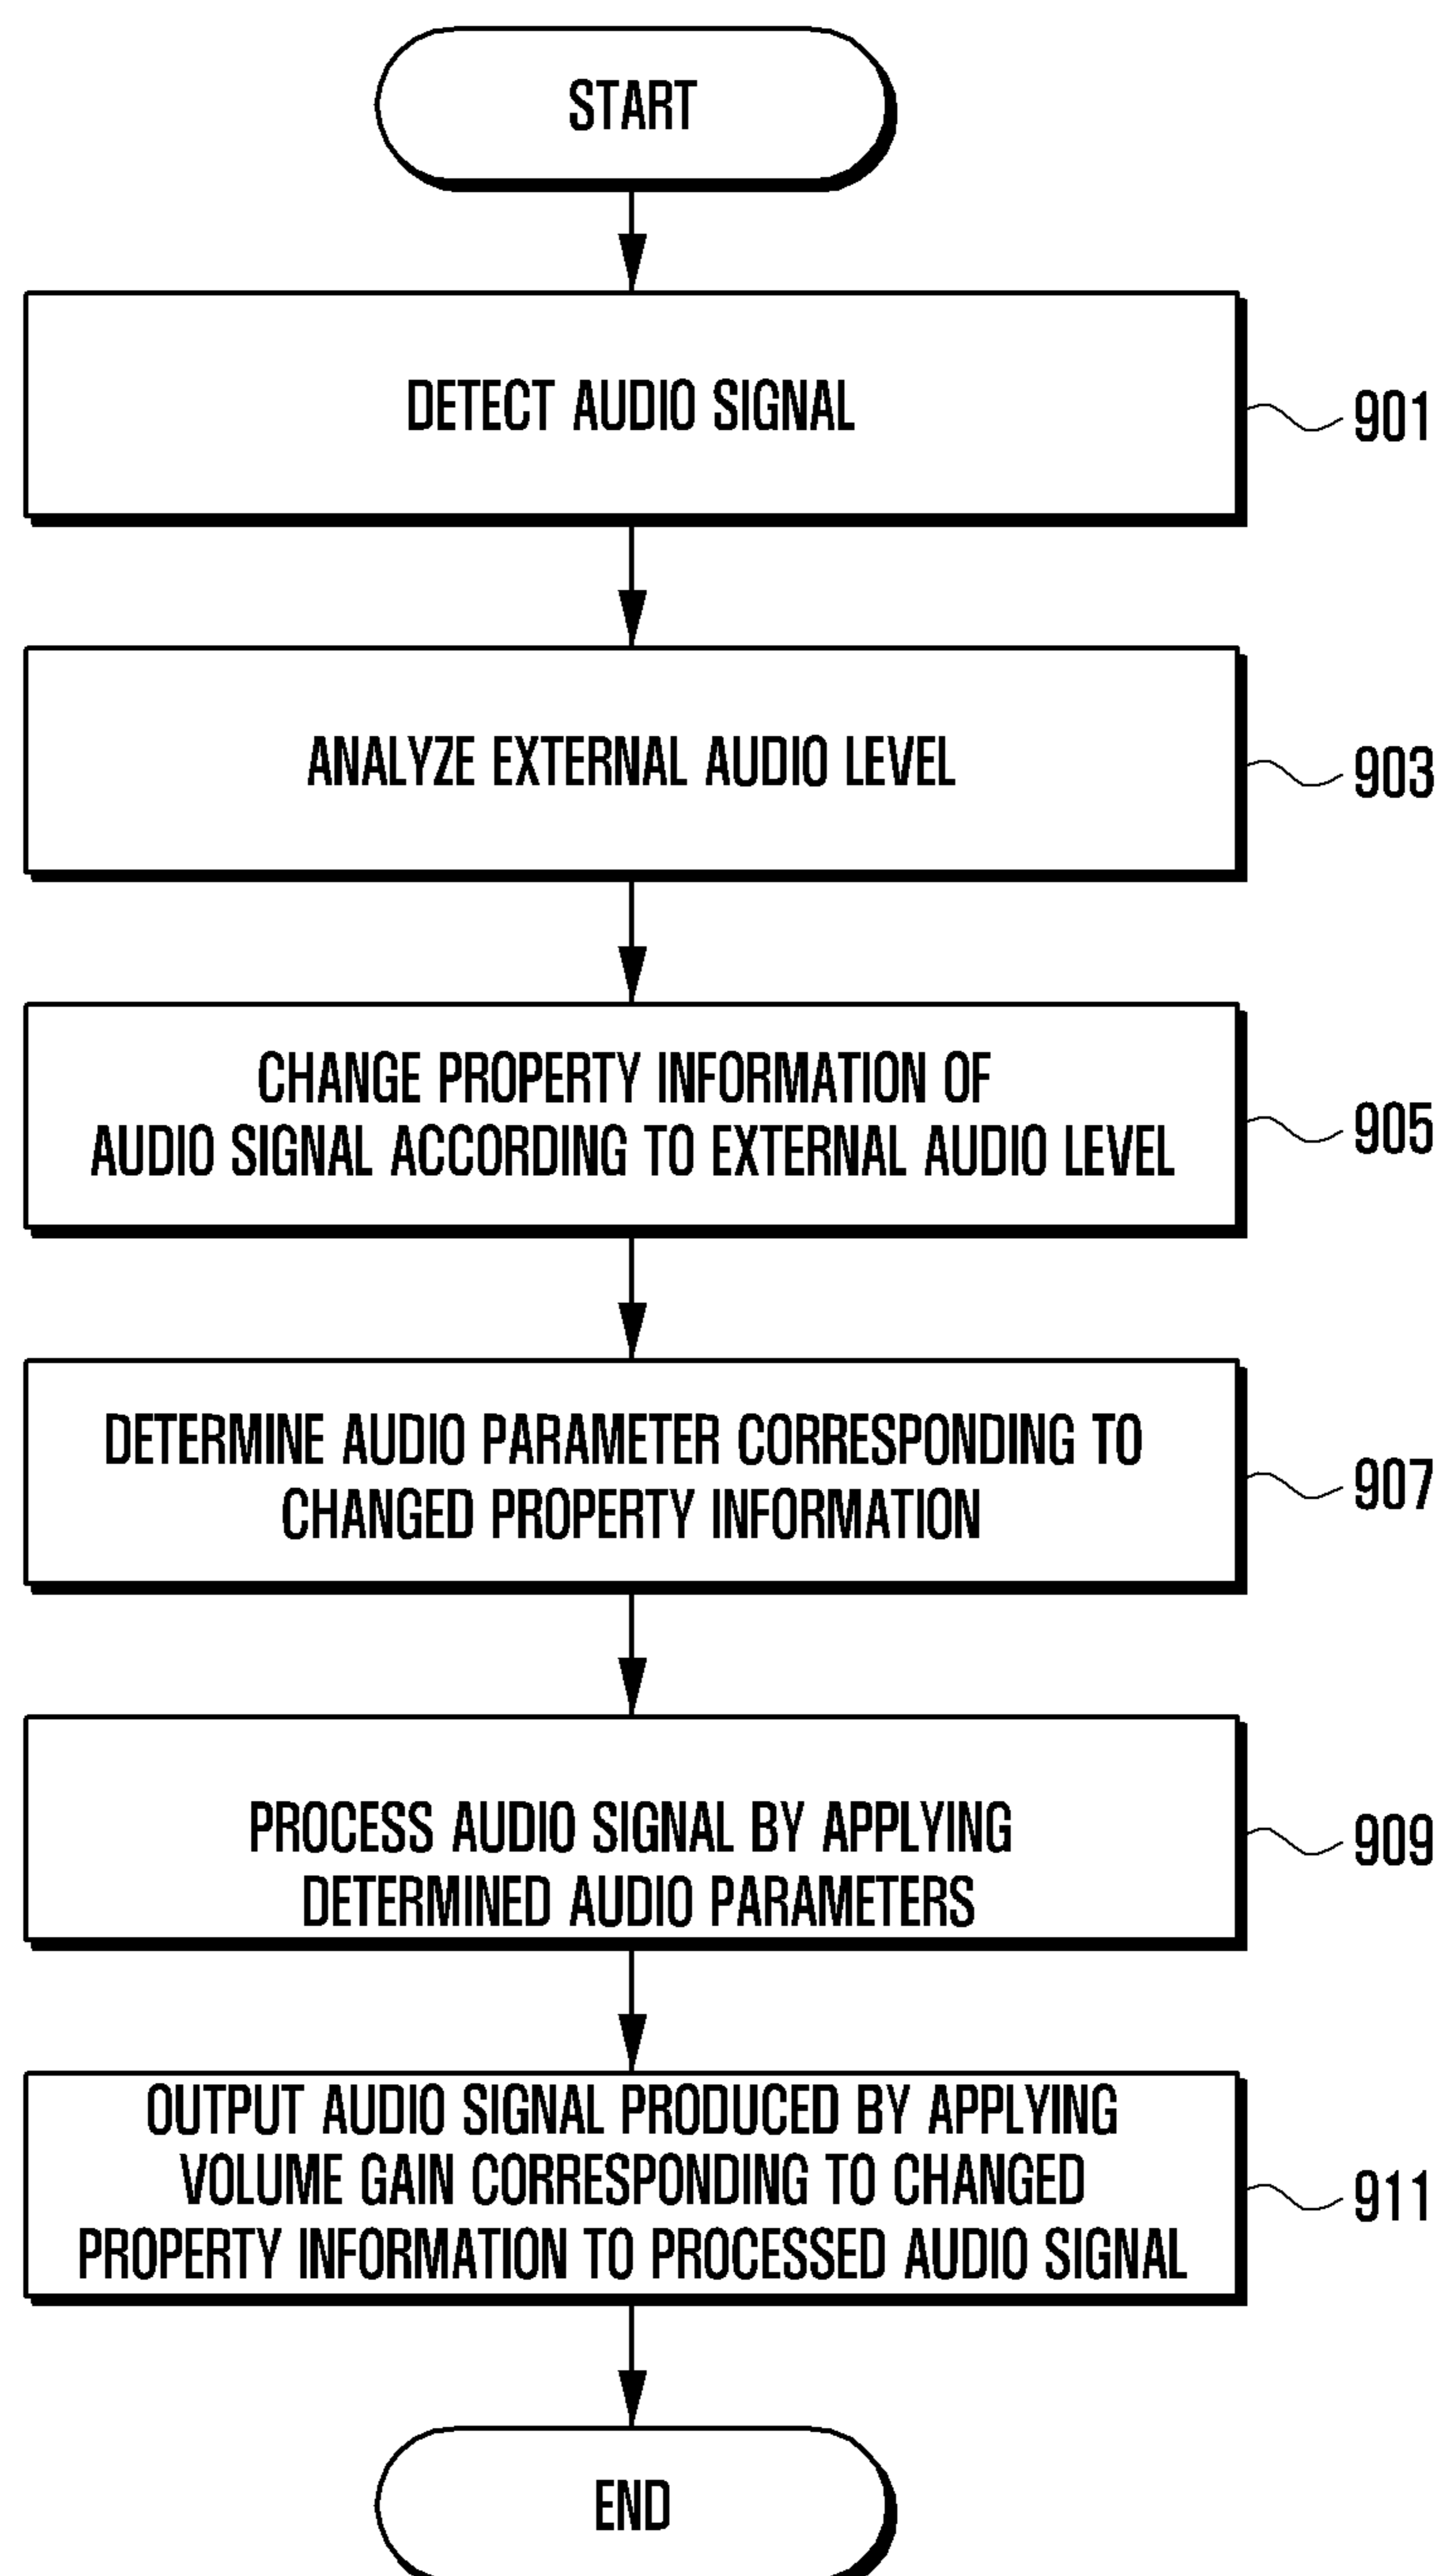 START
DETECT AUDIO SIGNAL
901
ANALYZE EXTERNAL AUDIO LEVEL
903
CHANGE PROPERTY INFORMATION OF
AUDIO SIGNAL ACCORDING TO EXTERNAL AUDIO LEVEL
905
DETERMINE AUDIO PARAMETER CORRESPONDING TO
CHANGED PROPERTY INFORMATION
907
PROCESS AUDIO SIGNAL BY APPLYING
DETERMINED AUDIO PARAMETERS
909
OUTPUT AUDIO SIGNAL PRODUCED BY APPLYING
VOLUME GAIN CORRESPONDING TO CHANGED
PROPERTY INFORMATION TO PROCESSED AUDIO SIGNAL
911
END